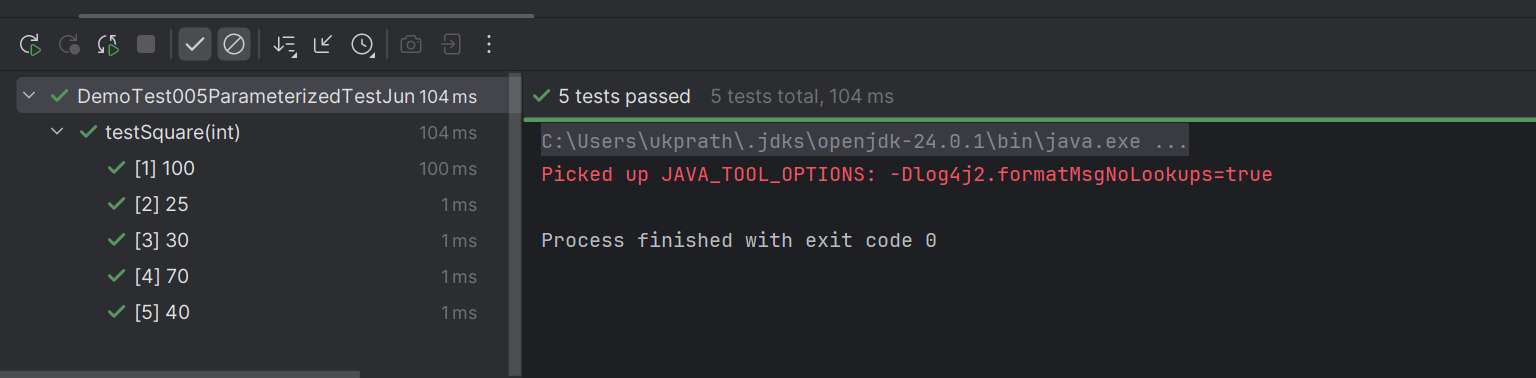 DemoTest005ParameterizedTestJun 104 ms
testSquare(int) 104 ms
[1] 100 100 ms
[2] 25 1 ms
[3] 30 1 ms
[4] 70 1 ms
[5] 40 1 ms
5 tests passed 5 tests total, 104 ms
C:\Users\ukprath\.jdks\openjdk-24.0.1\bin\java.exe ...
Picked up JAVA_TOOL_OPTIONS: -Dlog4j2.formatMsgNoLookups=true
Process finished with exit code 0